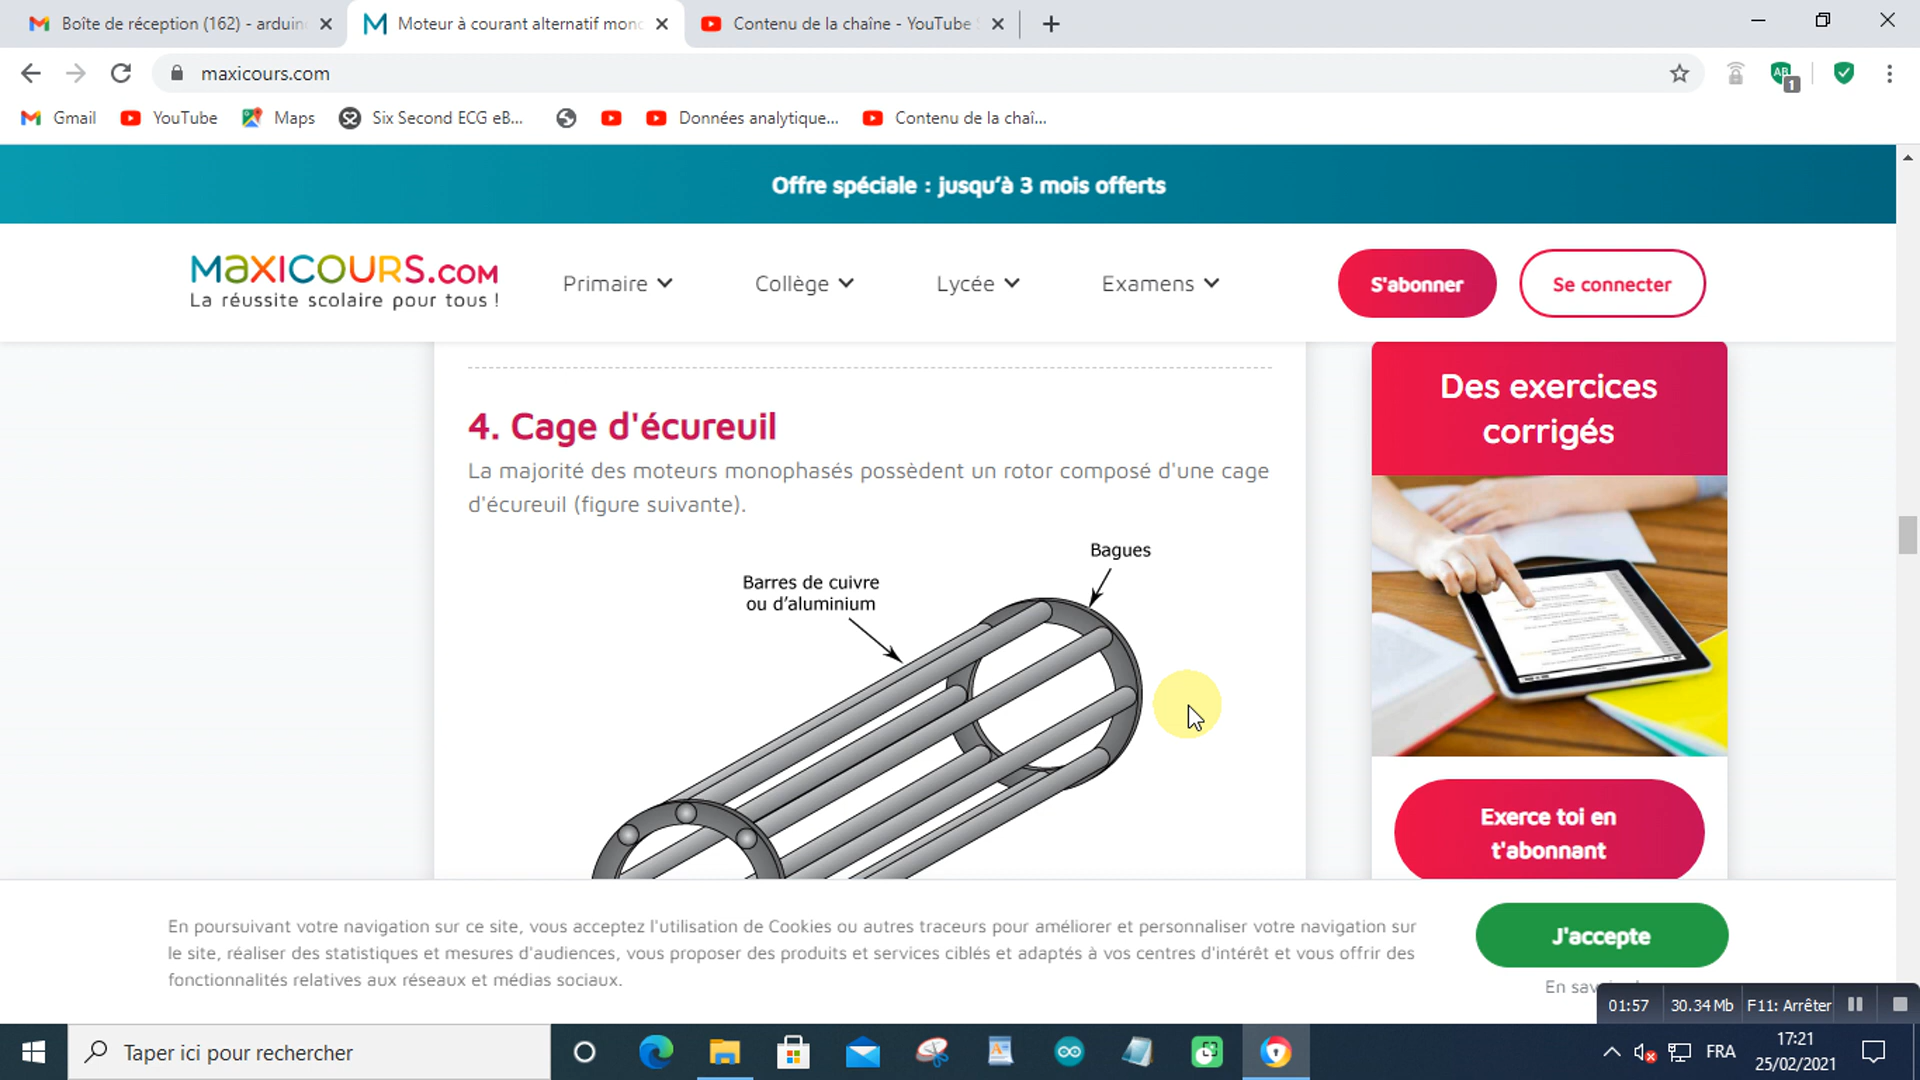 Boîte de réception (162) - arduin
Moteur à courant alternatif mono
Contenu de la chaîne - YouTube S
maxicours.com
AB
1
Gmail
YouTube
Maps
Six Second ECG eB...
Données analytique...
Contenu de la chaî...
Offre spéciale : jusqu'à 3 mois offerts
MAXICOURS.COM
La réussite scolaire pour tous !
Primaire
Collège
Lycée
Examens
S'abonner
Se connecter
4. Cage d'écureuil
La majorité des moteurs monophasés possèdent un rotor composé d'une cage
d'écureuil (figure suivante).
Bagues
Barres de cuivre
ou d'aluminium
Des exercices
corrigés
Exerce toi en
t'abonnant
En poursuivant votre navigation sur ce site, vous acceptez l'utilisation de Cookies ou autres traceurs pour améliorer et personnaliser votre navigation sur
le site, réaliser des statistiques et mesures d'audiences, vous proposer des produits et services ciblés et adaptés à vos centres d'intérêt et vous offrir des
fonctionnalités relatives aux réseaux et médias sociaux.
J'accepte
En sav
01:57
30.34 Mb
F11: Arrêter
Taper ici pour rechercher
FRA
17:21
25/02/2021